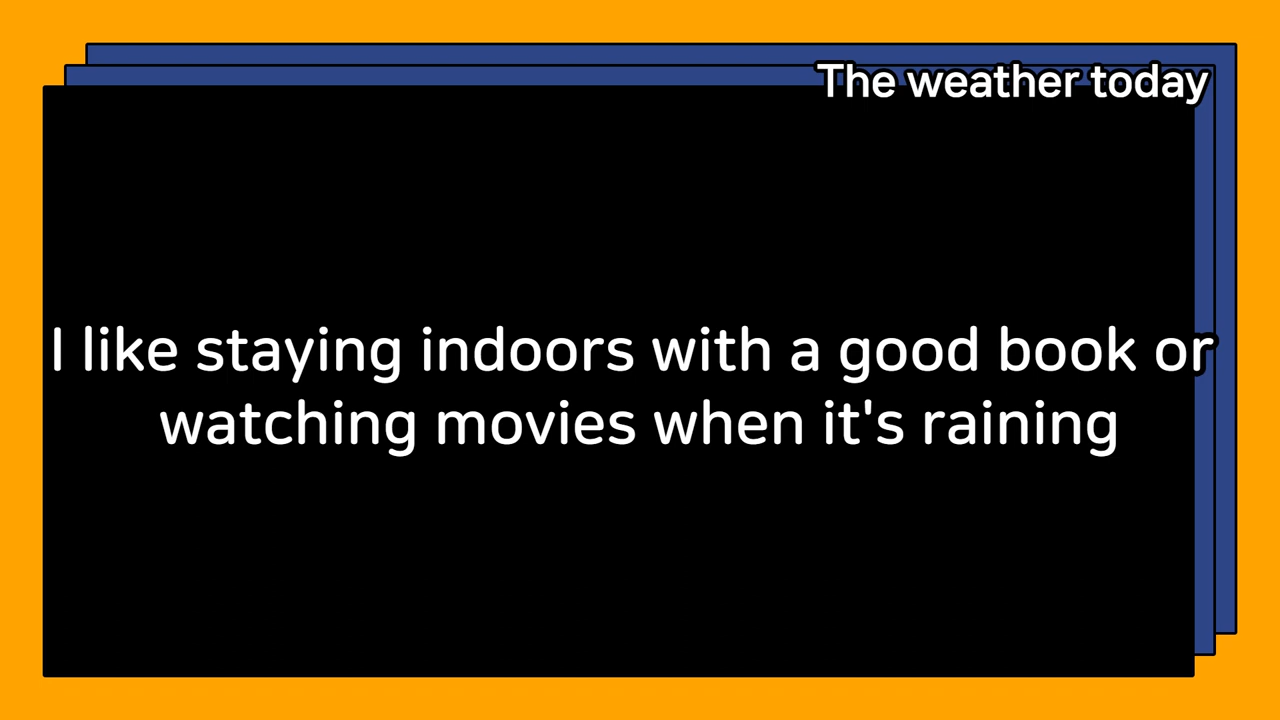 The weather today
I like staying indoors with a good book or
watching movies when it's raining